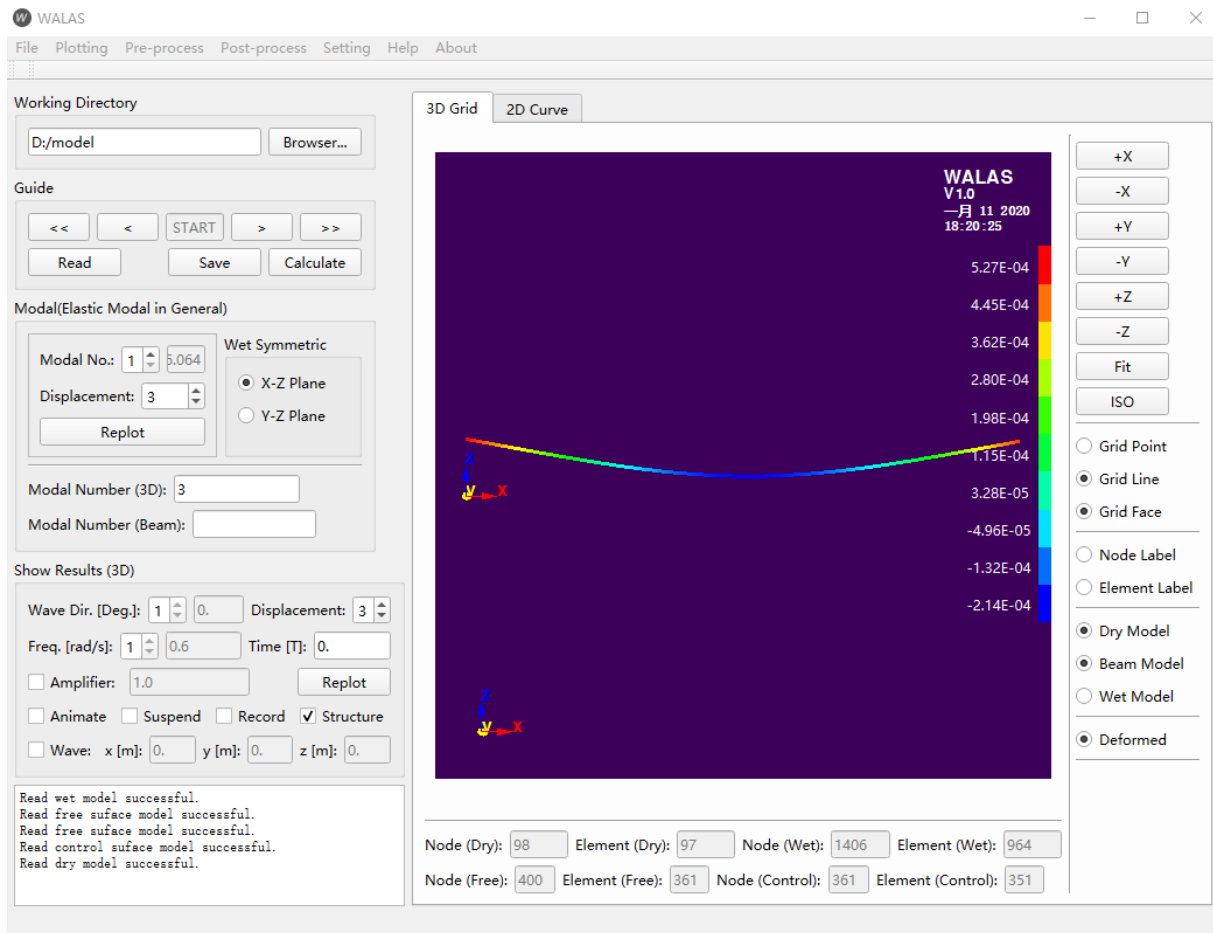 WALAS
File Plotting Pre-process Post-process Setting Help About
Working Directory
D:/model Browser...
Guide
<< < START > >>
Read Save Calculate
Modal(Elastic Modal in General)
Modal No.: 1 5.064
Displacement: 3
Replot
Wet Symmetric
X-Z Plane
Y-Z Plane
Modal Number (3D): 3
Modal Number (Beam):
Show Results (3D)
Wave Dir. [Deg.]: 1 0. Displacement: 3
Freq. [rad/s]: 1 0.6 Time [T]: 0.
Amplifier: 1.0 Replot
Animate Suspend Record Structure
Wave: x [m]: 0. y [m]: 0. z [m]: 0.
Read wet model successful.
Read free suface model successful.
Read free suface model successful.
Read control suface model successful.
Read dry model successful.
3D Grid 2D Curve
WALAS
V 1.0
一月 11 2020
18:20:25
5.27E-04
4.45E-04
3.62E-04
2.80E-04
1.98E-04
1.15E-04
3.28E-05
-4.96E-05
-1.32E-04
-2.14E-04
Z
Y X
Z
Y X
Node (Dry): 98 Element (Dry): 97 Node (Wet): 1406 Element (Wet): 964
Node (Free): 400 Element (Free): 361 Node (Control): 361 Element (Control): 351
+X
-X
+Y
-Y
+Z
-Z
Fit
ISO
Grid Point
Grid Line
Grid Face
Node Label
Element Label
Dry Model
Beam Model
Wet Model
Deformed